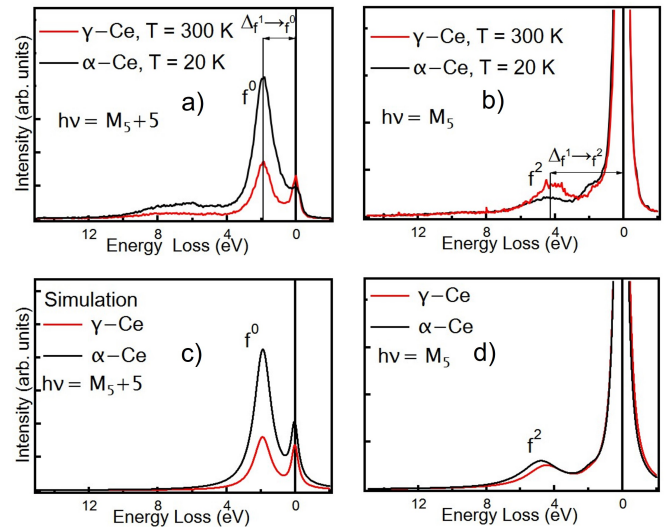 γ−Ce, T = 300 K
α−Ce, T = 20 K
Δf¹→f⁰
a)
f⁰
hν = M₅+5
Intensity (arb. units)
12 8 4 0
Energy Loss (eV)
γ−Ce, T = 300 K
α−Ce, T = 20 K
b)
hν = M₅
Δf¹→f²
f²
12 8 4 0
Energy Loss (eV)
Simulation
γ−Ce
α−Ce
c)
f⁰
hν = M₅+5
Intensity (arb. units)
12 8 4 0
Energy Loss (eV)
γ−Ce
α−Ce
d)
hν = M₅
f²
12 8 4 0
Energy Loss (eV)